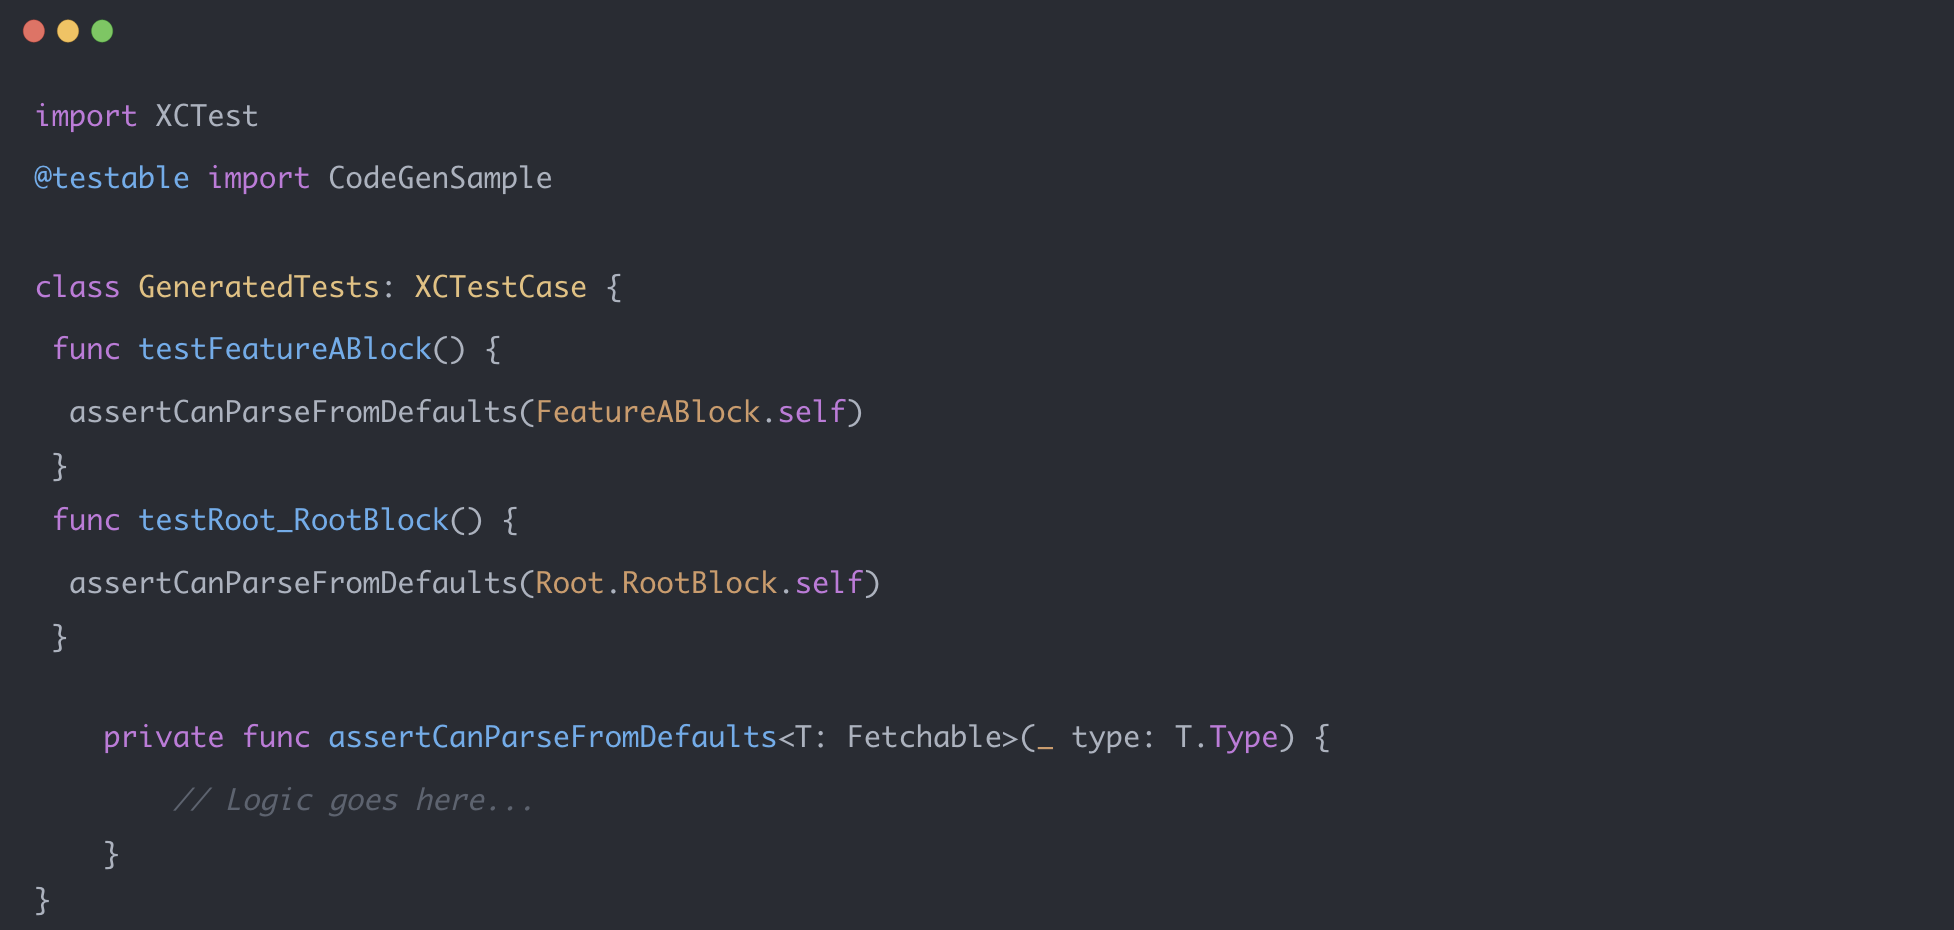 import XCTest
@testable import CodeGenSample
class GeneratedTests: XCTestCase {
func testFeatureABlock() {
assertCanParseFromDefaults(FeatureABlock.self)
}
func testRoot_RootBlock() {
assertCanParseFromDefaults(Root.RootBlock.self)
}
private func assertCanParseFromDefaults<T: Fetchable>(_ type: T.Type) {
// Logic goes here...
}
}